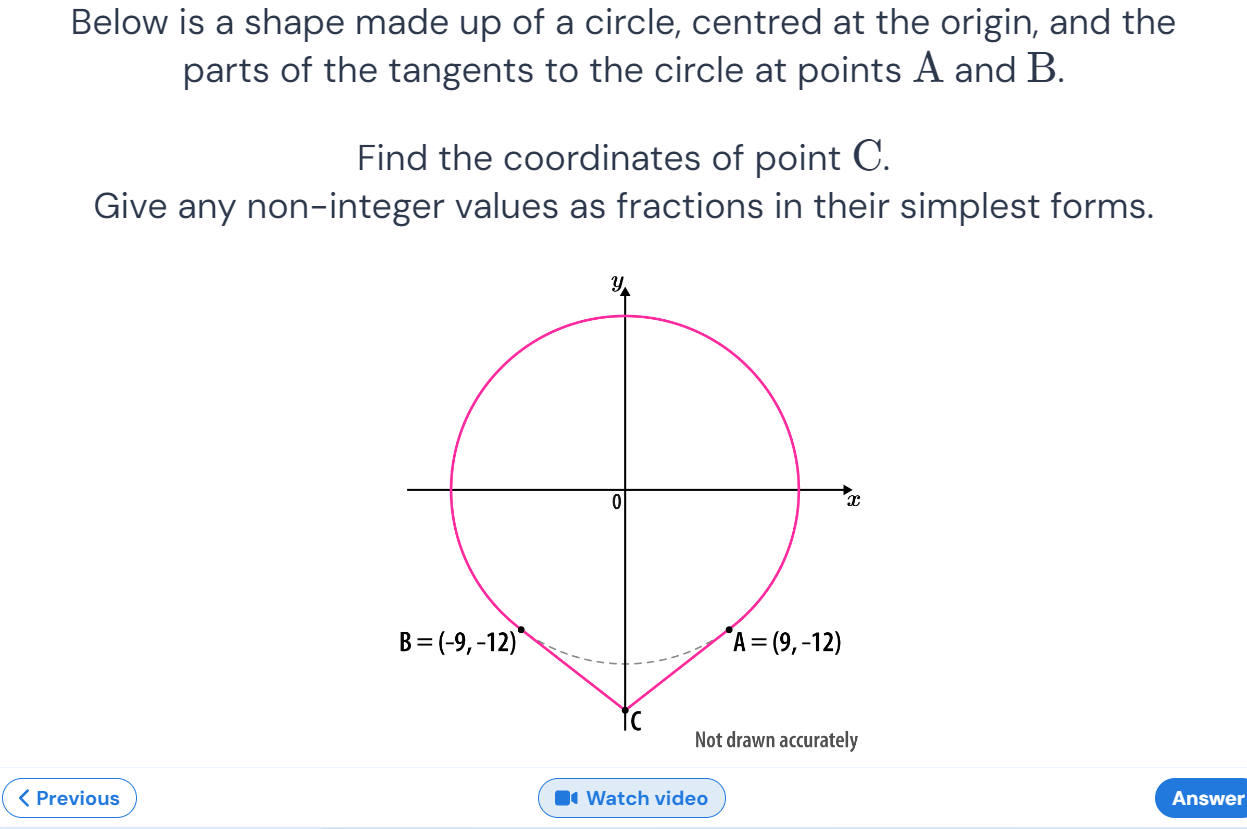 Below is a shape made up of a circle, centred at the origin, and the
parts of the tangents to the circle at points A and B.
Find the coordinates of point C.
Give any non-integer values as fractions in their simplest forms.
y
0
x
B = (-9, -12)
A = (9, -12)
C
Not drawn accurately
Previous
Watch video
Answer